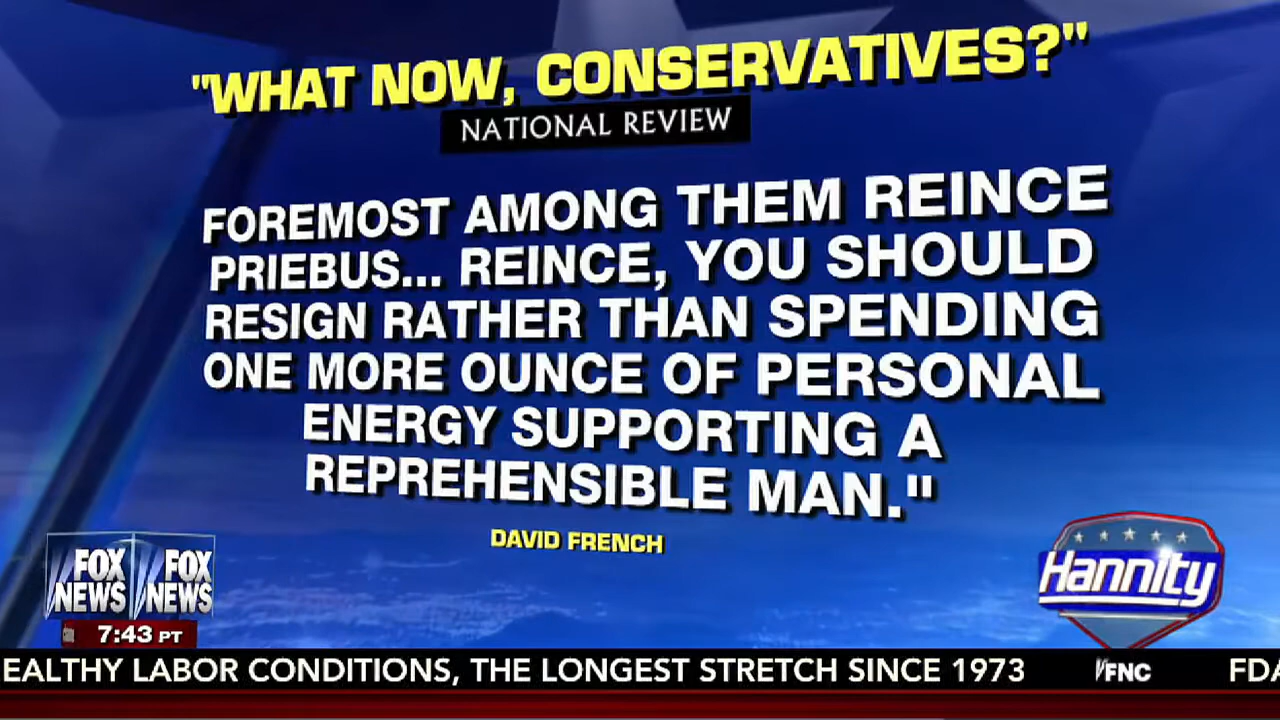 "WHAT NOW, CONSERVATIVES?"
NATIONAL REVIEW
FOREMOST AMONG THEM REINCE
PRIEBUS... REINCE, YOU SHOULD
RESIGN RATHER THAN SPENDING
ONE MORE OUNCE OF PERSONAL
ENERGY SUPPORTING A
REPREHENSIBLE MAN."
DAVID FRENCH
FOX NEWS FOX NEWS
Hannity
7:43 PT
EALTHY LABOR CONDITIONS, THE LONGEST STRETCH SINCE 1973 FNC FDA